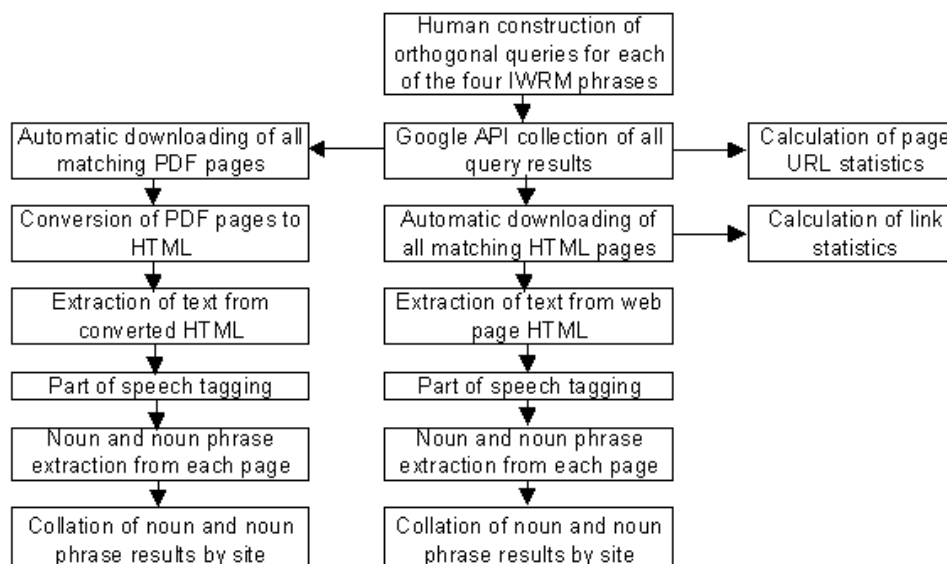 Human construction of
orthogonal queries for each
of the four IWRM phrases
Automatic downloading of all
matching PDF pages
Google API collection of all
query results
Calculation of page
URL statistics
Conversion of PDF pages to
HTML
Automatic downloading of
all matching HTML pages
Calculation of link
statistics
Extraction of text from
converted HTML
Extraction of text from web
page HTML
Part of speech tagging
Part of speech tagging
Noun and noun phrase
extraction from each page
Noun and noun phrase
extraction from each page
Collation of noun and noun
phrase results by site
Collation of noun and noun
phrase results by site